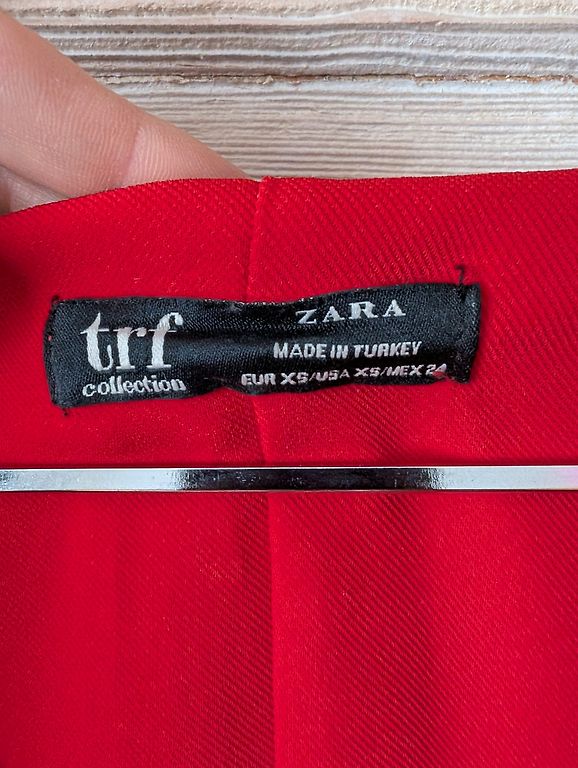 trf
collection
ZARA
MADE IN TURKEY
EUR XS/USA XS/MEX 24